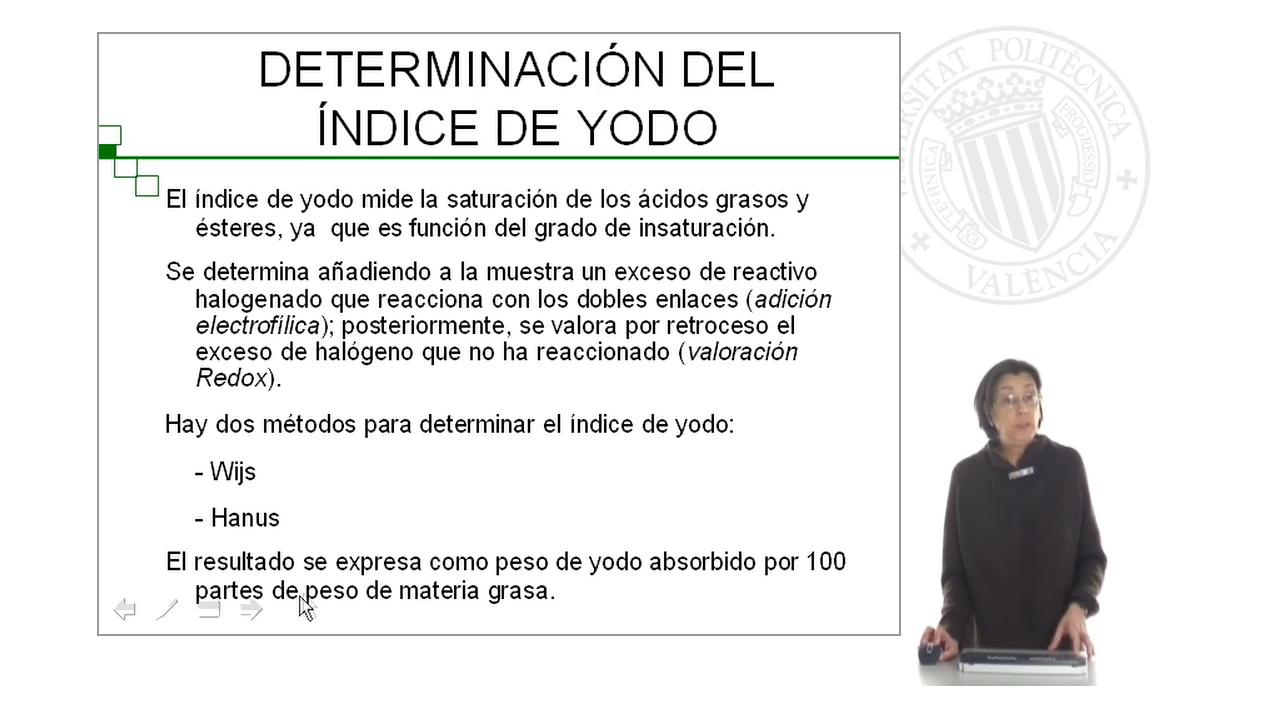 DETERMINACIÓN DEL
ÍNDICE DE YODO
El índice de yodo mide la saturación de los ácidos grasos y
ésteres, ya  que es función del grado de insaturación.
Se determina añadiendo a la muestra un exceso de reactivo
halogenado que reacciona con los dobles enlaces (adición
electrofílica); posteriormente, se valora por retroceso el
exceso de halógeno que no ha reaccionado (valoración
Redox).
Hay dos métodos para determinar el índice de yodo:
- Wijs
- Hanus
El resultado se expresa como peso de yodo absorbido por 100
partes de peso de materia grasa.
UNIVERSITAT POLITÈCNICA
VALÈNCIA
EX
TECHNICA
PROGRESSIO